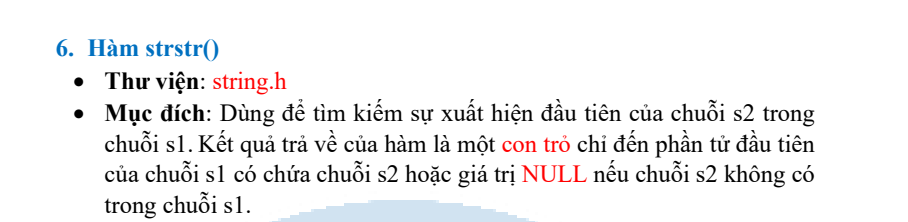 6. Hàm strstr()
• Thư viện: string.h
• Mục đích: Dùng để tìm kiếm sự xuất hiện đầu tiên của chuỗi s2 trong
chuỗi s1. Kết quả trả về của hàm là một con trỏ chỉ đến phần tử đầu tiên
của chuỗi s1 có chứa chuỗi s2 hoặc giá trị NULL nếu chuỗi s2 không có
trong chuỗi s1.